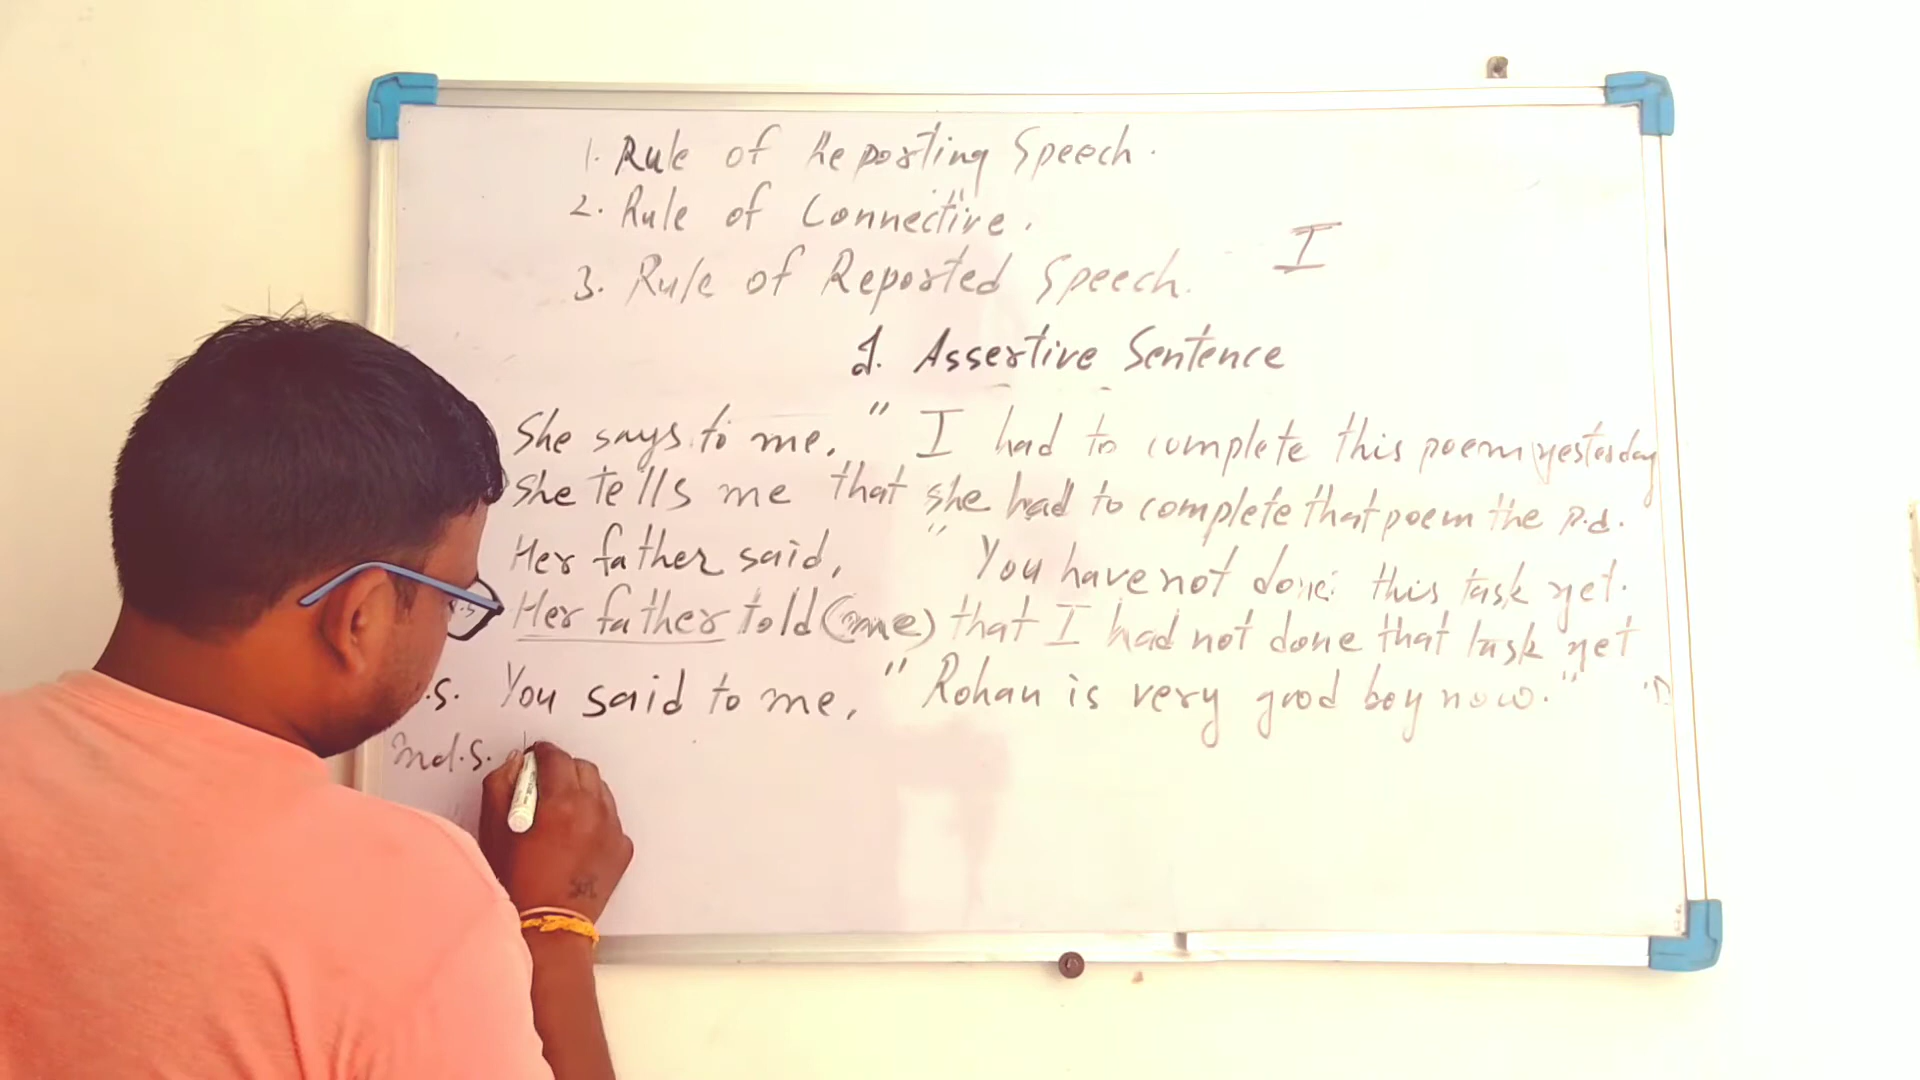 1. Rule of Reporting Speech.
2. Rule of Connective.
I
3. Rule of Reported Speech.
1. Assertive Sentence
She says to me, " I had to complete this poem yesterday
She tells me that she had to complete that poem the p.d.
Her father said, " You have not done this task yet.
Her father told (me) that I had not done that task yet
.s. You said to me, " Rohan is very good boy now."
Ind.s.